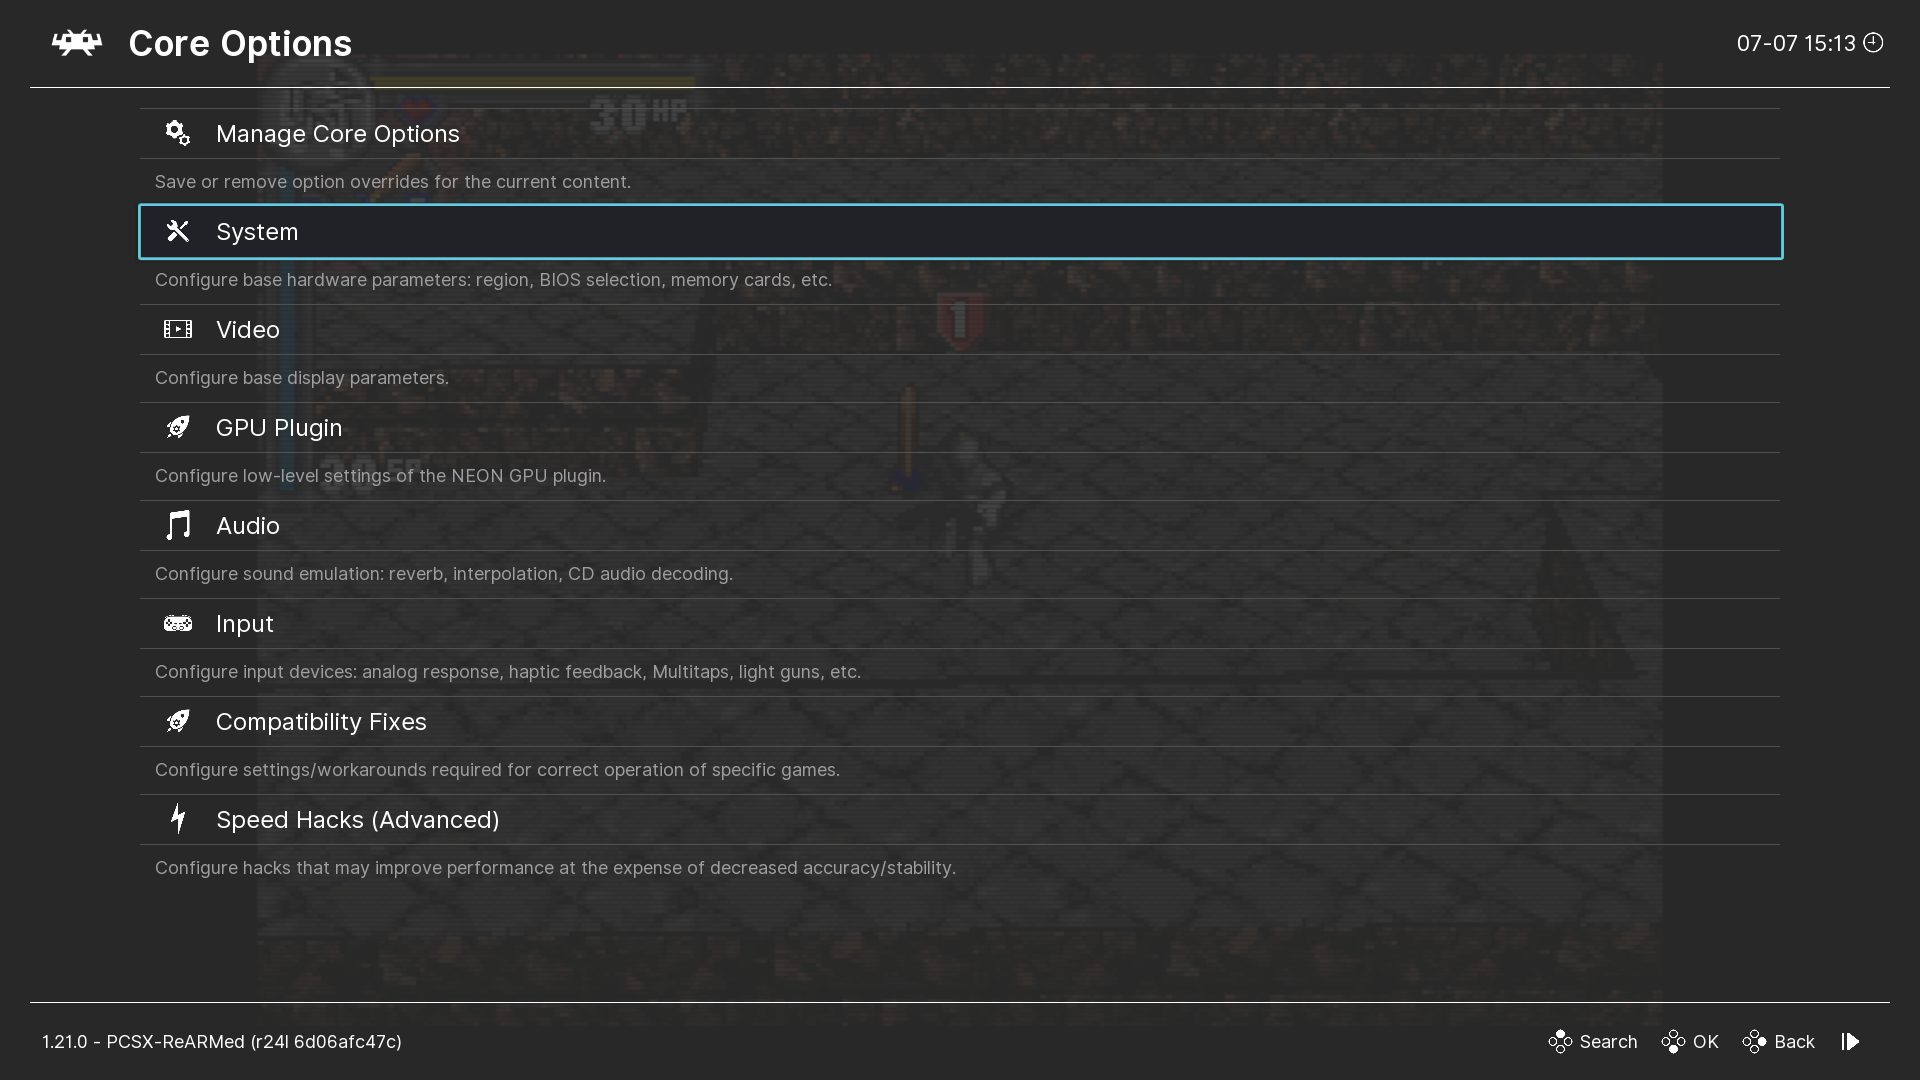 Core Options
07-07 15:13
30 HP
Manage Core Options
Save or remove option overrides for the current content.
System
Configure base hardware parameters: region, BIOS selection, memory cards, etc.
1
Video
Configure base display parameters.
GPU Plugin
Configure low-level settings of the NEON GPU plugin.
Audio
Configure sound emulation: reverb, interpolation, CD audio decoding.
Input
Configure input devices: analog response, haptic feedback, Multitaps, light guns, etc.
Compatibility Fixes
Configure settings/workarounds required for correct operation of specific games.
Speed Hacks (Advanced)
Configure hacks that may improve performance at the expense of decreased accuracy/stability.
1.21.0 - PCSX-ReARMed (r24l 6d06afc47c)
Search OK Back